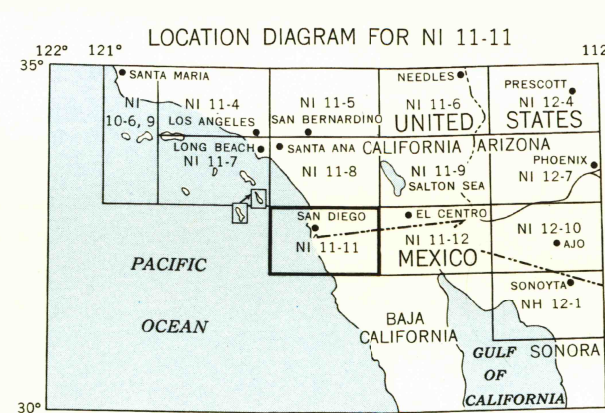 LOCATION DIAGRAM FOR NI 11-11
122° 121° 112
35°
SANTA MARIA
NEEDLES
PRESCOTT
NI NI 11-4 NI 11-5 NI 11-6 NI 12-4
10-6, 9 LOS ANGELES SAN BERNARDINO UNITED STATES
LONG BEACH SANTA ANA CALIFORNIA ARIZONA
NI 11-7 NI 11-8 NI 11-9 PHOENIX
SALTON SEA NI 12-7
SAN DIEGO EL CENTRO
NI 11-11 NI 11-12 NI 12-10
MEXICO AJO
PACIFIC
OCEAN
SONOYTA
NH 12-1
BAJA
CALIFORNIA
GULF SONORA
OF
CALIFORNIA
30°